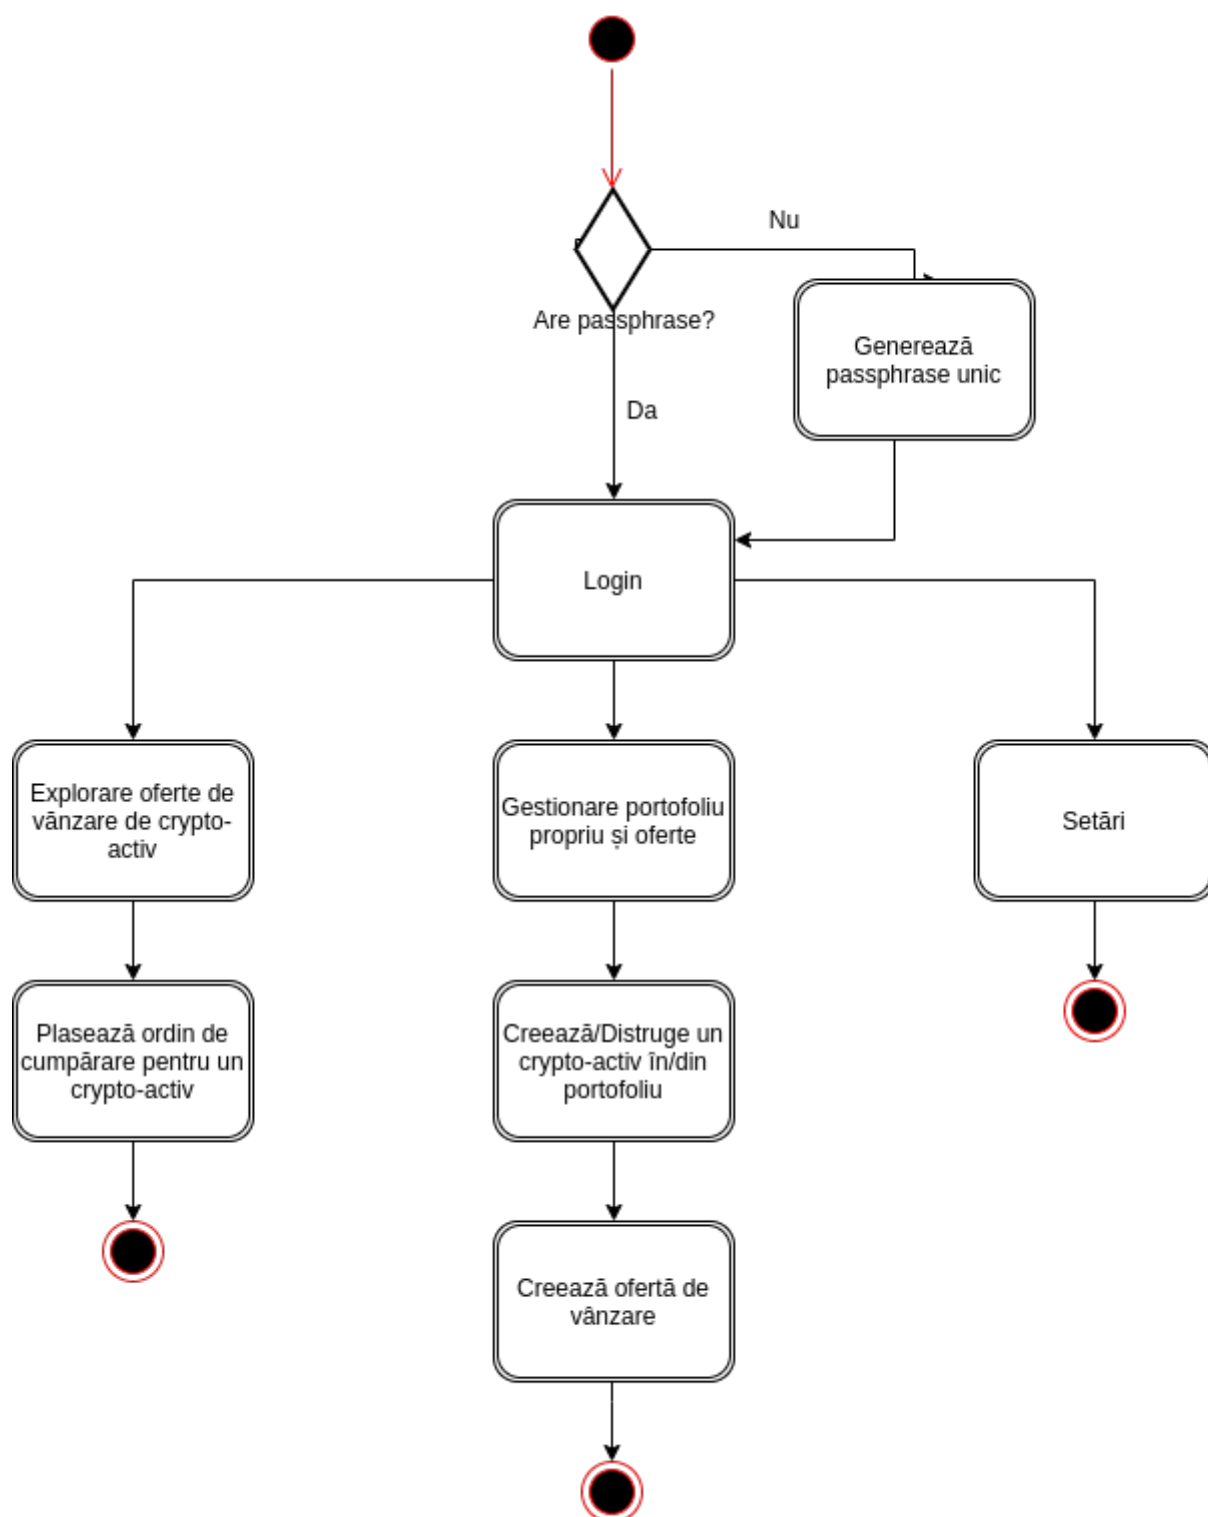 Nu
Are passphrase?
Generează
passphrase unic
Da
Login
Explorare oferte de
vânzare de crypto-
activ
Gestionare portofoliu
propriu și oferte
Setări
Plasează ordin de
cumpărare pentru un
crypto-activ
Creează/Distruge un
crypto-activ în/din
portofoliu
Creează ofertă de
vânzare